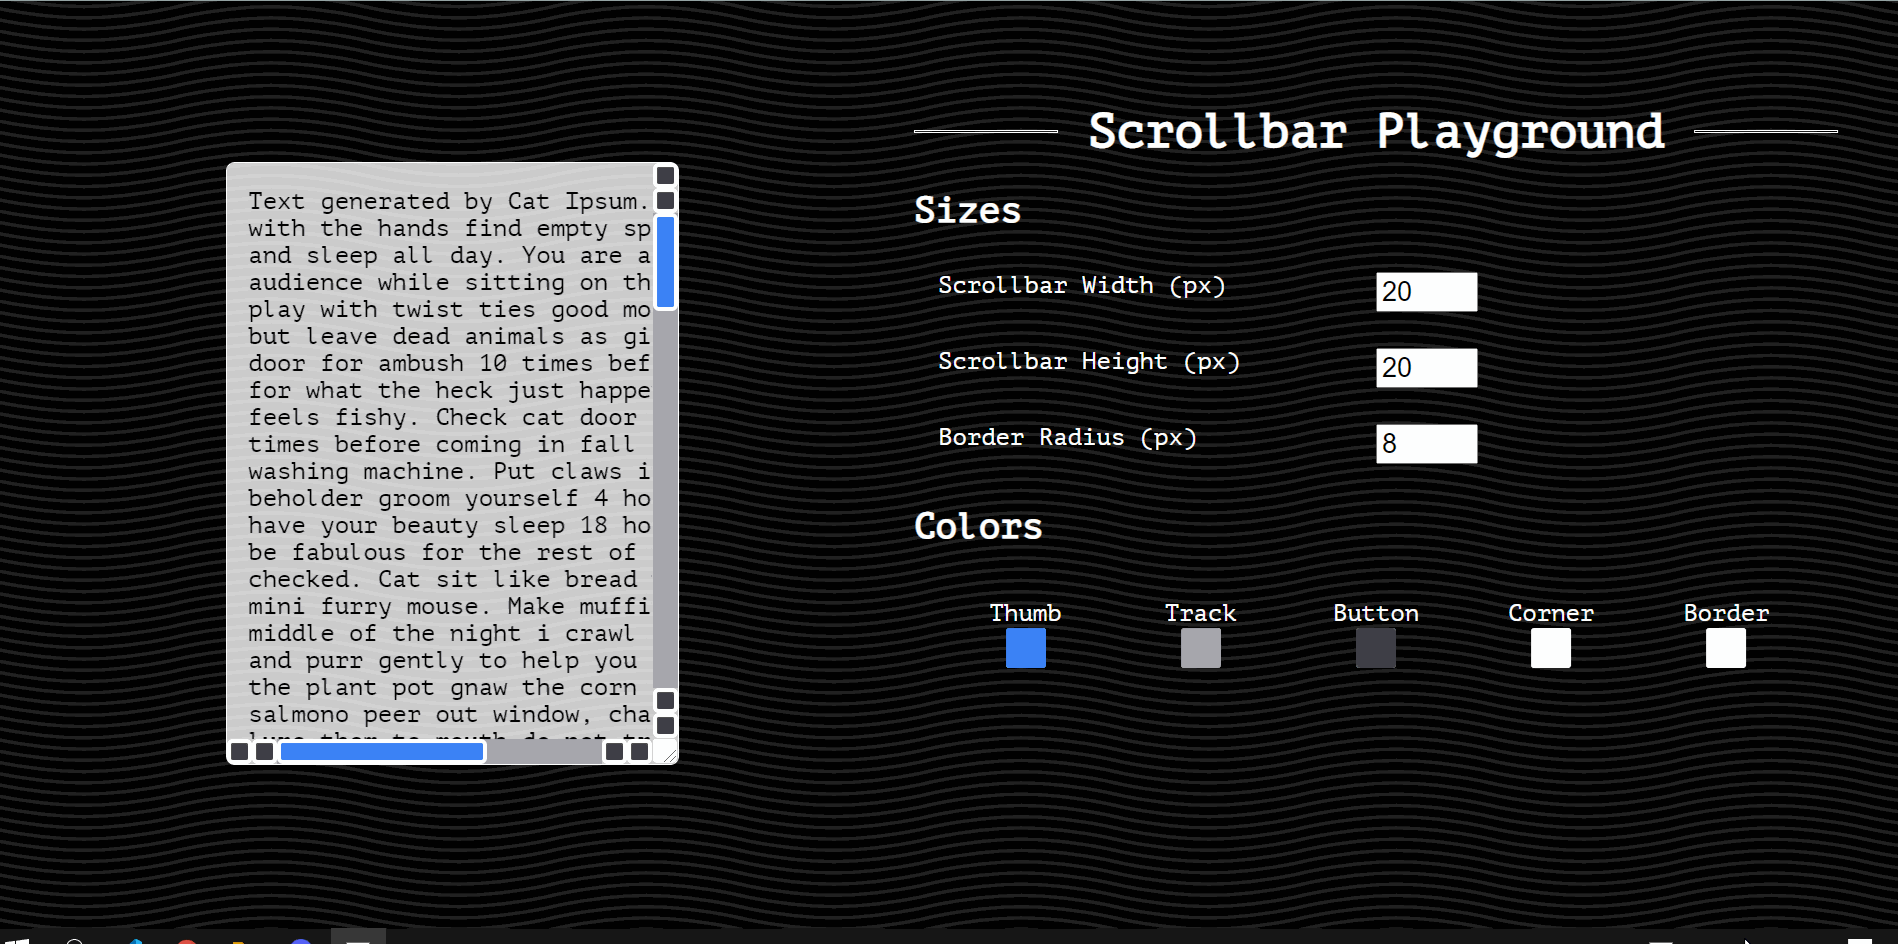 Scrollbar Playground
Text generated by Cat Ipsum.
with the hands find empty sp
and sleep all day. You are a
audience while sitting on th
play with twist ties good mo
but leave dead animals as gi
door for ambush 10 times bef
for what the heck just happe
feels fishy. Check cat door
times before coming in fall
washing machine. Put claws i
beholder groom yourself 4 ho
have your beauty sleep 18 ho
be fabulous for the rest of
checked. Cat sit like bread
mini furry mouse. Make muffi
middle of the night i crawl
and purr gently to help you
the plant pot gnaw the corn
salmono peer out window, cha
Sizes
Scrollbar Width (px) 20
Scrollbar Height (px) 20
Border Radius (px) 8
Colors
Thumb Track Button Corner Border